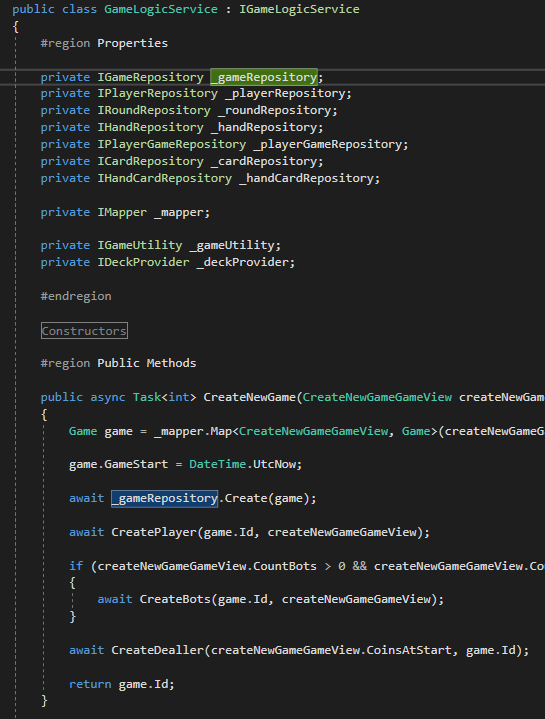 public class GameLogicService : IGameLogicService
{
#region Properties
private IGameRepository _gameRepository;
private IPlayerRepository _playerRepository;
private IRoundRepository _roundRepository;
private IHandRepository _handRepository;
private IPlayerGameRepository _playerGameRepository;
private ICardRepository _cardRepository;
private IHandCardRepository _handCardRepository;
private IMapper _mapper;
private IGameUtility _gameUtility;
private IDeckProvider _deckProvider;
#endregion
Constructors
#region Public Methods
public async Task<int> CreateNewGame(CreateNewGameGameView createNewGam
{
Game game = _mapper.Map<CreateNewGameGameView, Game>(createNewGameG
game.GameStart = DateTime.UtcNow;
await _gameRepository.Create(game);
await CreatePlayer(game.Id, createNewGameGameView);
if (createNewGameGameView.CountBots > 0 && createNewGameGameView.Co
{
await CreateBots(game.Id, createNewGameGameView);
}
await CreateDealler(createNewGameGameView.CoinsAtStart, game.Id);
return game.Id;
}